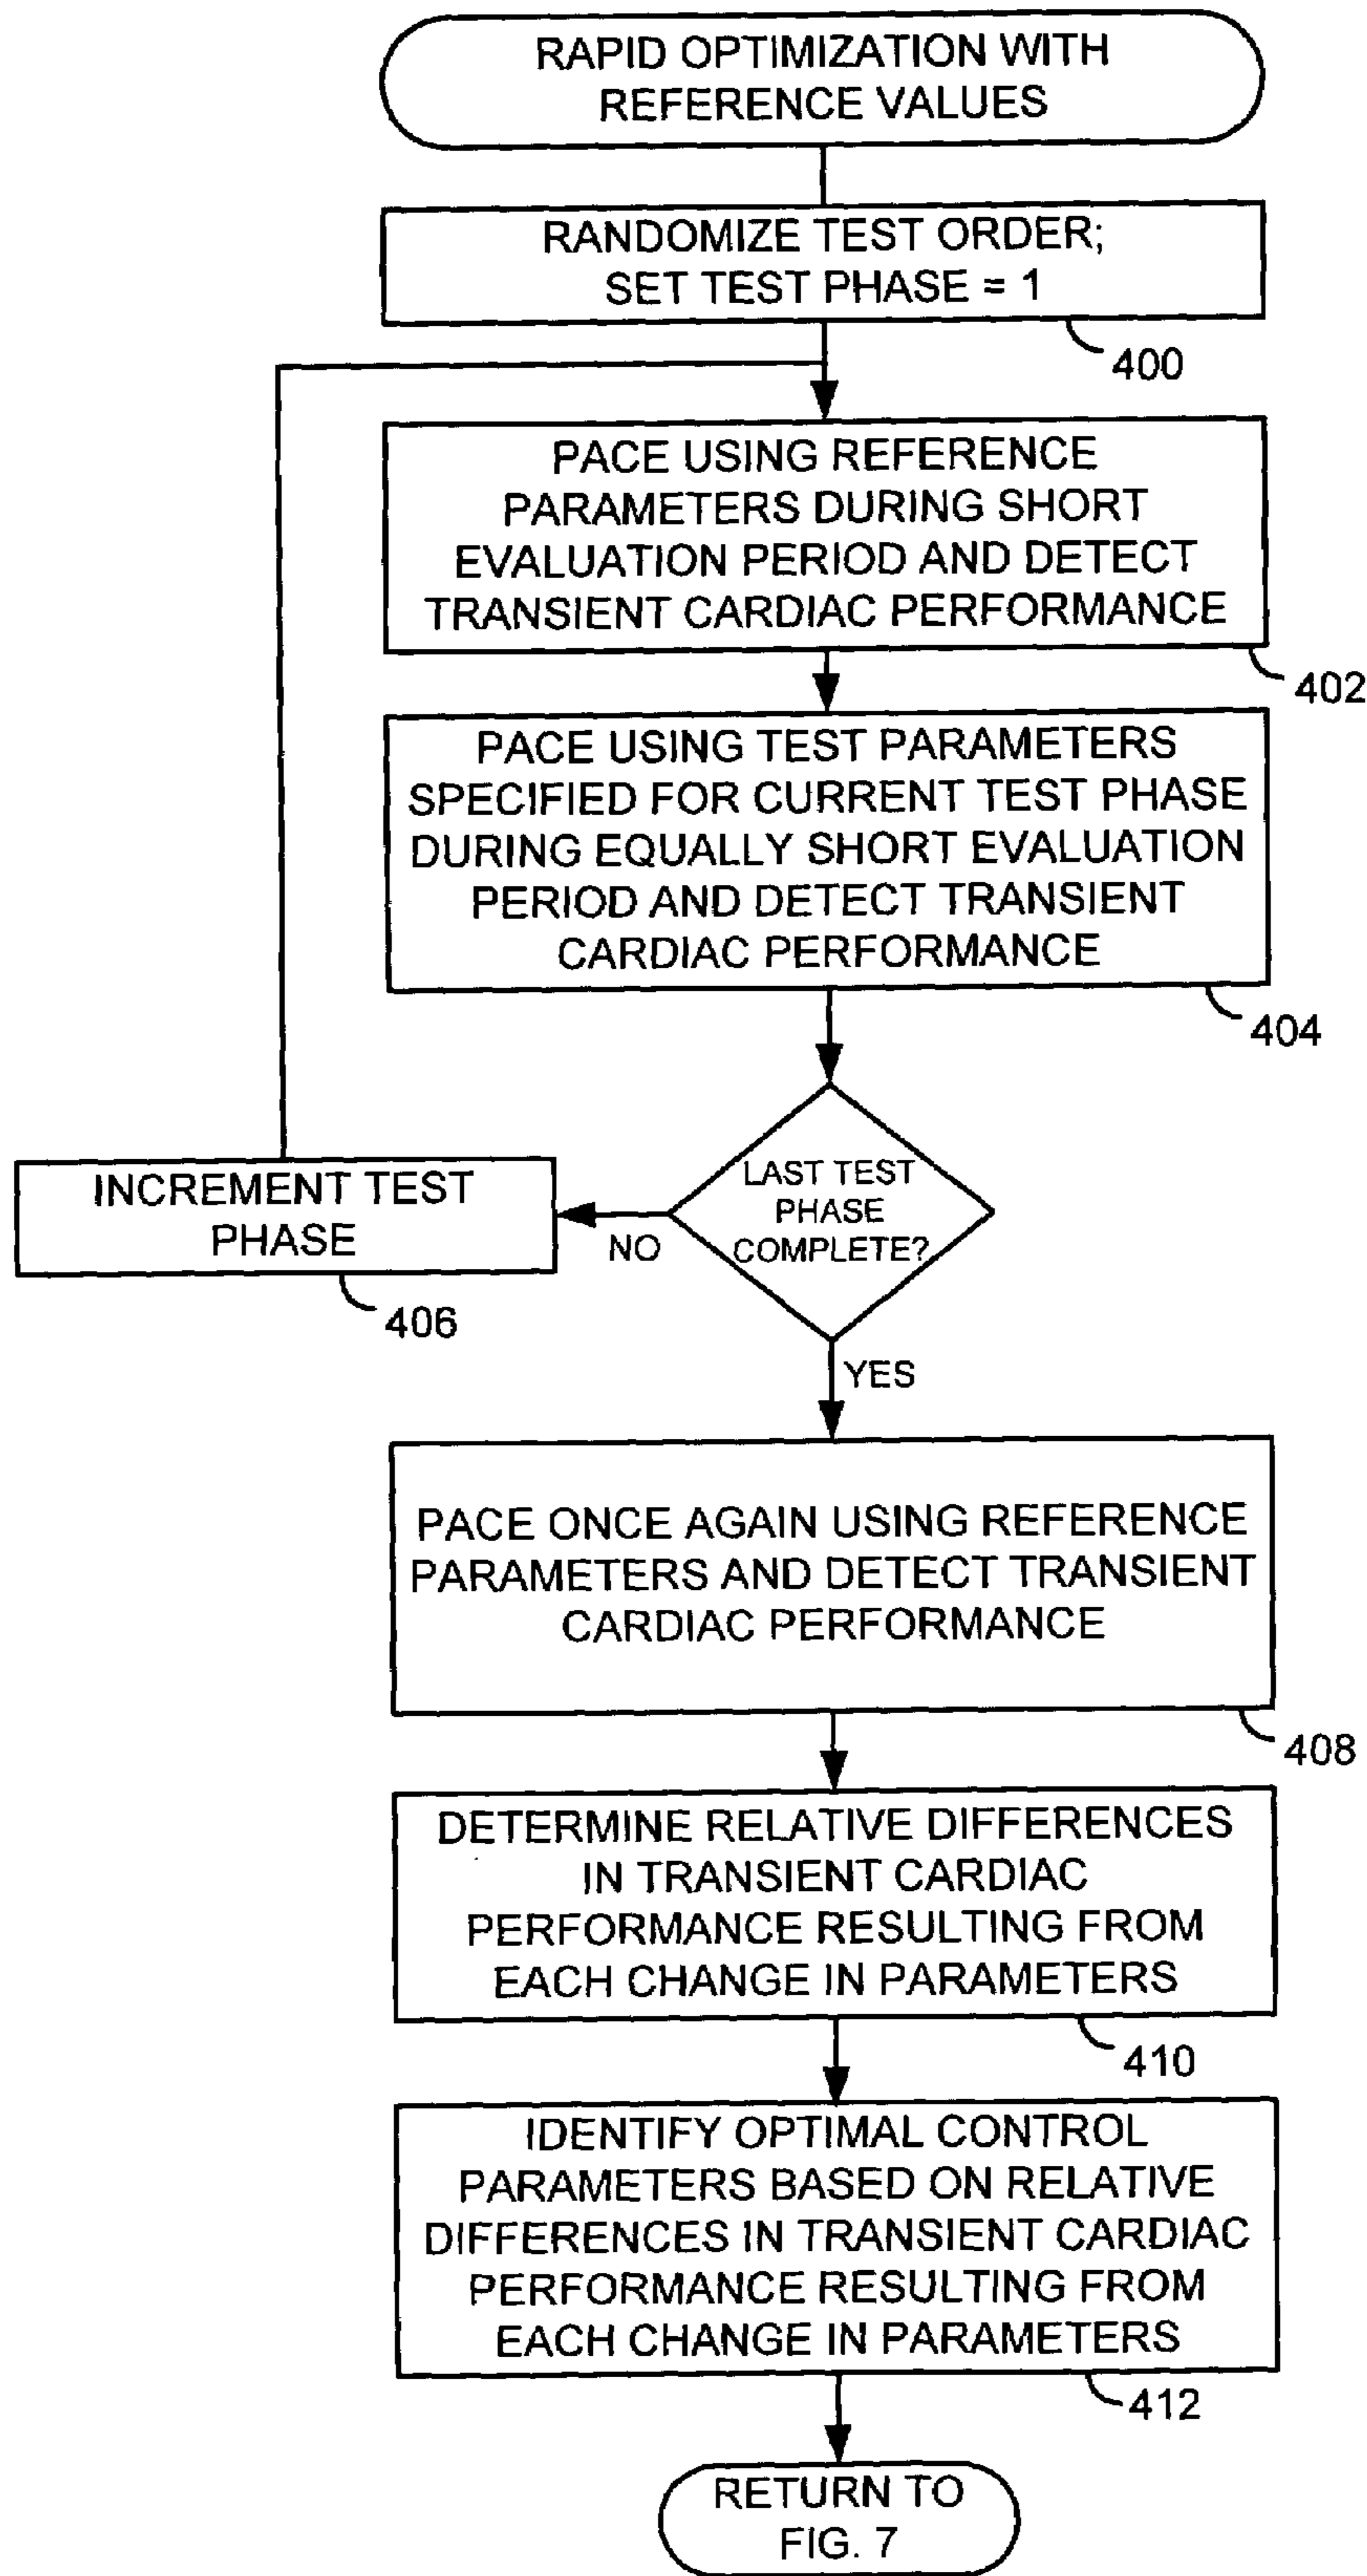 RAPID OPTIMIZATION WITH
REFERENCE VALUES
RANDOMIZE TEST ORDER;
SET TEST PHASE = 1
400
PACE USING REFERENCE
PARAMETERS DURING SHORT
EVALUATION PERIOD AND DETECT
TRANSIENT CARDIAC PERFORMANCE
402
PACE USING TEST PARAMETERS
SPECIFIED FOR CURRENT TEST PHASE
DURING EQUALLY SHORT EVALUATION
PERIOD AND DETECT TRANSIENT
CARDIAC PERFORMANCE
404
LAST TEST
PHASE
COMPLETE?
NO
INCREMENT TEST
PHASE
406
YES
PACE ONCE AGAIN USING REFERENCE
PARAMETERS AND DETECT TRANSIENT
CARDIAC PERFORMANCE
408
DETERMINE RELATIVE DIFFERENCES
IN TRANSIENT CARDIAC
PERFORMANCE RESULTING FROM
EACH CHANGE IN PARAMETERS
410
IDENTIFY OPTIMAL CONTROL
PARAMETERS BASED ON RELATIVE
DIFFERENCES IN TRANSIENT CARDIAC
PERFORMANCE RESULTING FROM
EACH CHANGE IN PARAMETERS
412
RETURN TO
FIG. 7